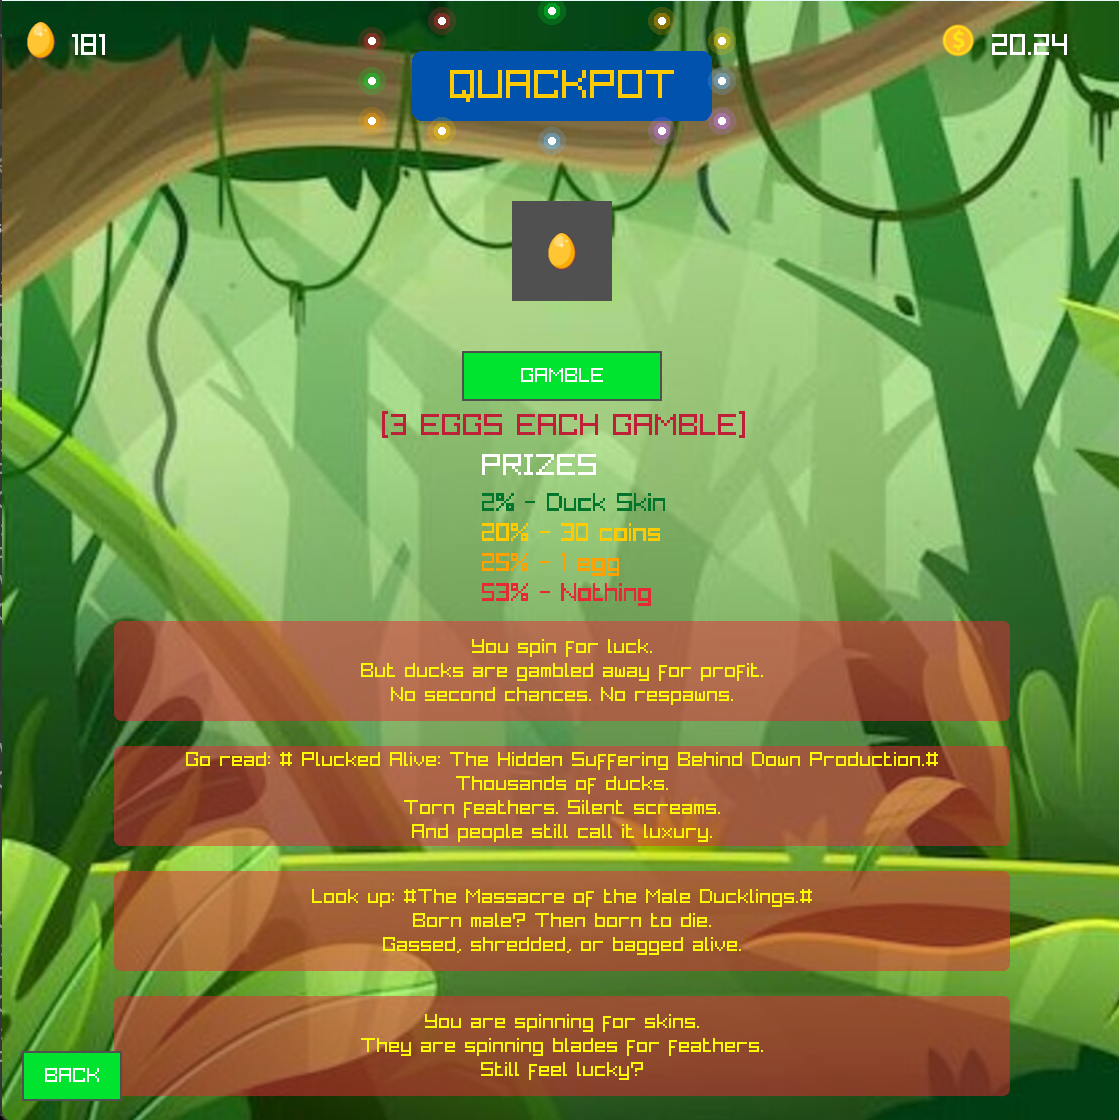 181
QUACKPOT
20.24
GAMBLE
[3 EGGS EACH GAMBLE]
PRIZES
2% - Duck Skin
20% - 30 coins
25% - 1 egg
53% - Nothing
You spin for luck.
But ducks are gambled away for profit.
No second chances. No respawns.
Go read: # Plucked Alive: The Hidden Suffering Behind Down Production.#
Thousands of ducks.
Torn feathers. Silent screams.
And people still call it luxury.
Look up: #The Massacre of the Male Ducklings.#
Born male? Then born to die.
Gassed, shredded, or bagged alive.
You are spinning for skins.
They are spinning blades for feathers.
Still feel lucky?
BACK